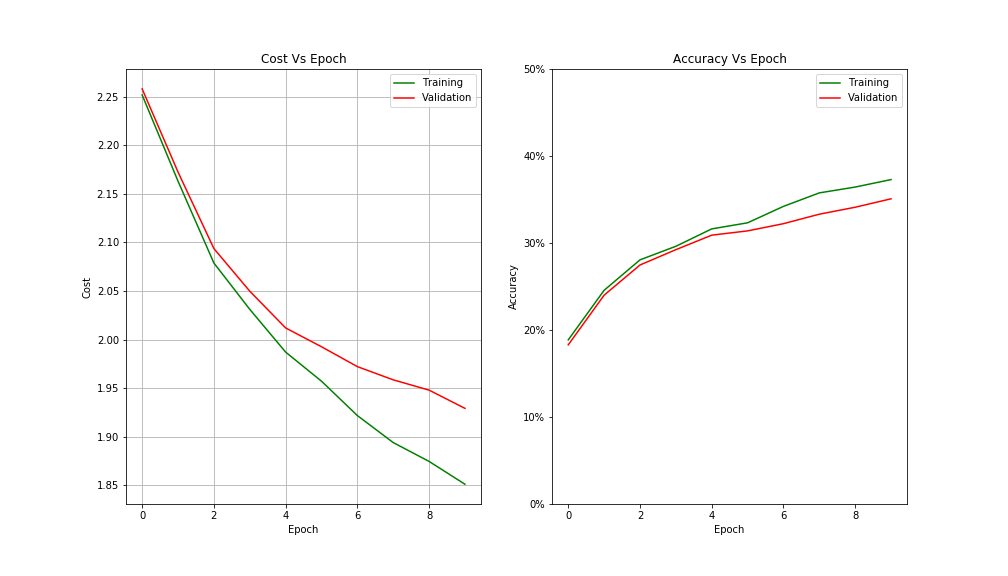 Cost Vs Epoch
Training
Validation
2.25
2.20
2.15
2.10
2.05
2.00
1.95
1.90
1.85
Cost
0 2 4 6 8
Epoch
Accuracy Vs Epoch
Training
Validation
50%
40%
30%
20%
10%
0%
Accuracy
0 2 4 6 8
Epoch